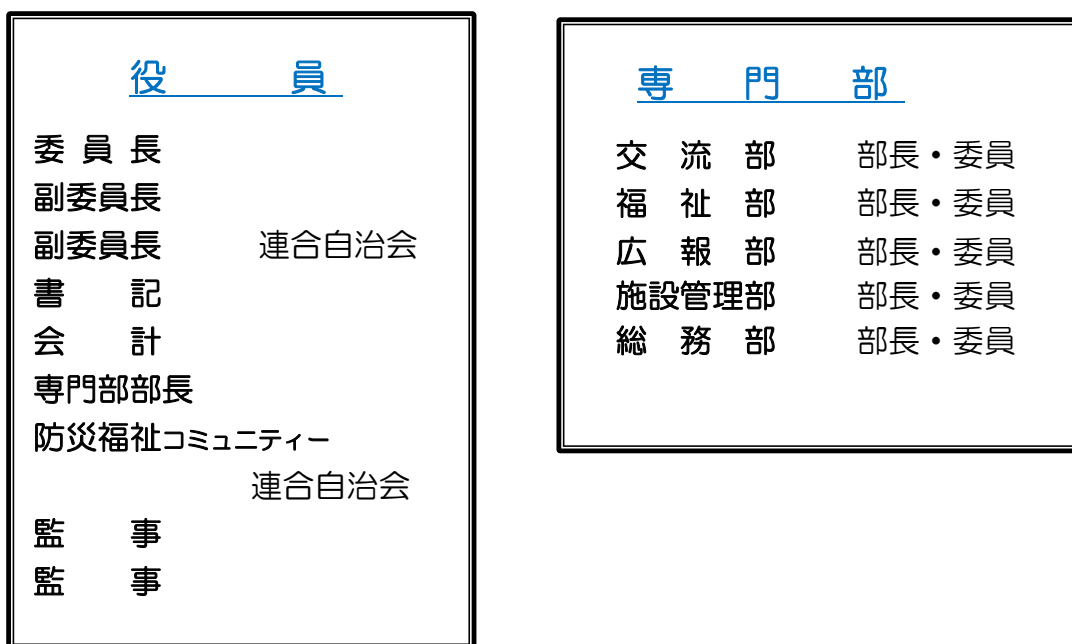 役　　　員
委 員 長
副委員長
副委員長　　　連合自治会
書　　記
会　　計
専門部部長
防災福祉コミュニティー
連合自治会
監　　事
監　　事
専　門　部
交　流　部　　部長・委員
福　祉　部　　部長・委員
広　報　部　　部長・委員
施設管理部　　部長・委員
総　務　部　　部長・委員